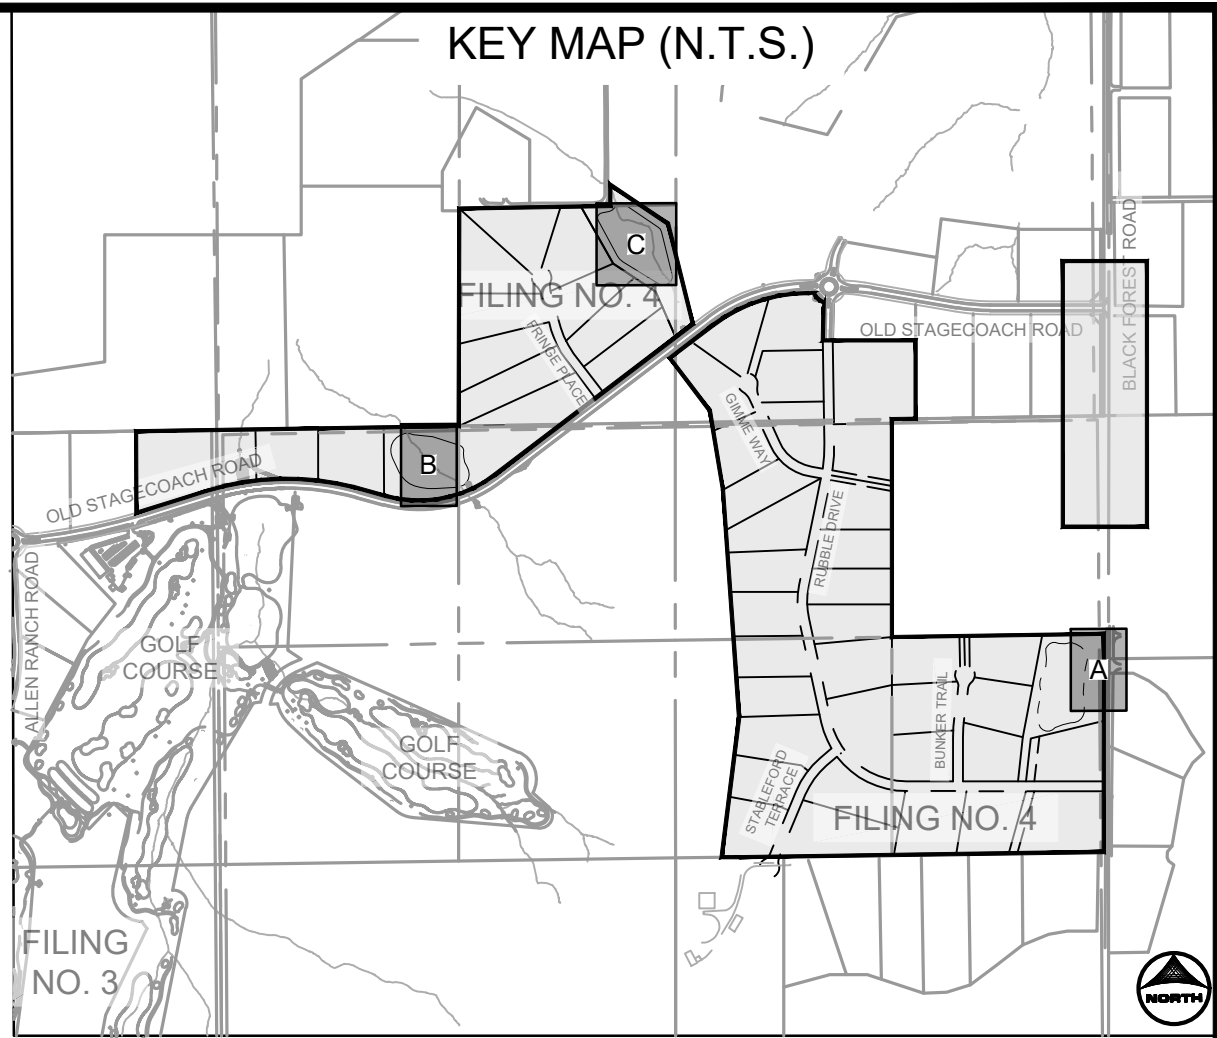 KEY MAP (N.T.S.)
C
FILING NO. 4
BLACK FOREST ROAD
OLD STAGECOACH ROAD
FRINGE PLACE
GIMME WAY
B
OLD STAGECOACH ROAD
RUBBLE DRIVE
ALLEN RANCH ROAD
GOLF
COURSE
A
BUNKER TRAIL
GOLF
COURSE
STABLEFORD
TERRACE
FILING NO. 4
FILING
NO. 3
NORTH